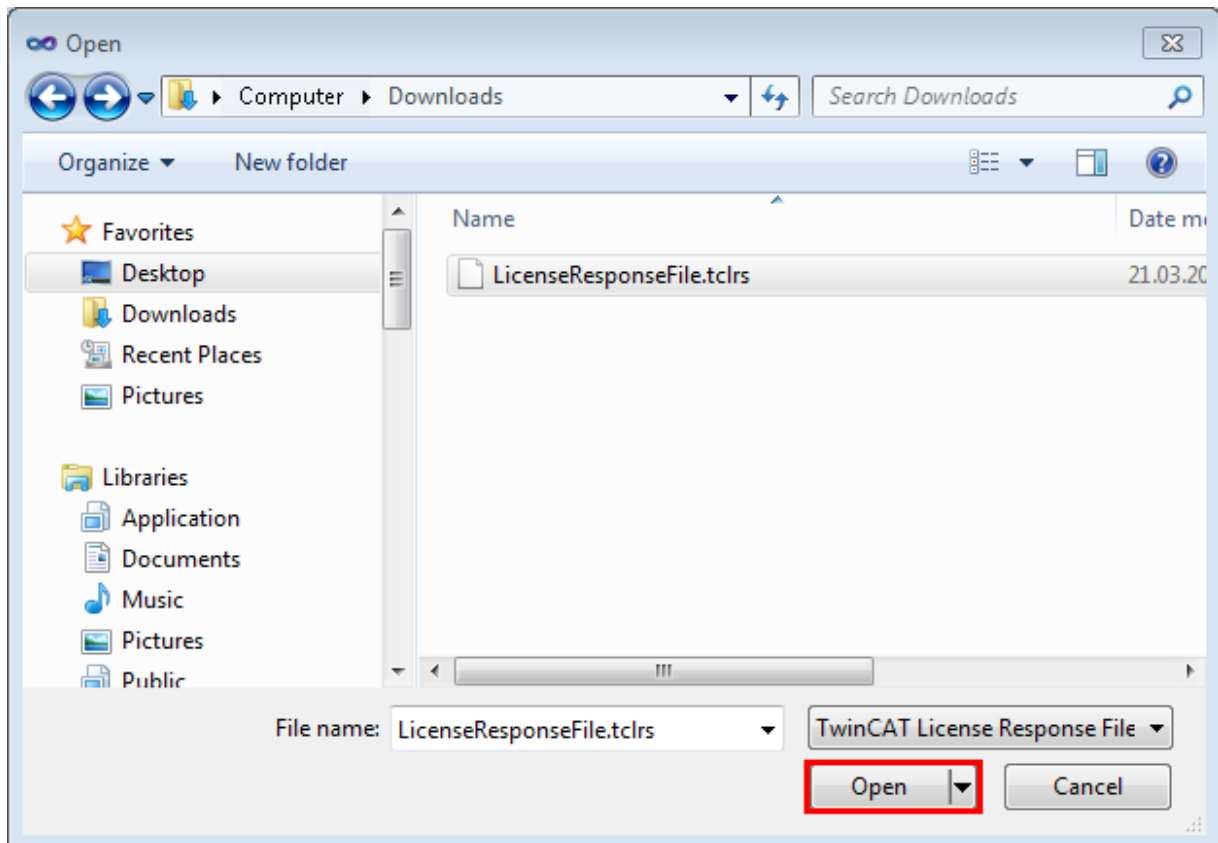 Open
Computer Downloads
Search Downloads
Organize New folder
Name Date mo
Favorites
Desktop
Downloads
Recent Places
Pictures
Libraries
Application
Documents
Music
Pictures
Public
LicenseResponseFile.tclrs 21.03.20
File name: LicenseResponseFile.tclrs TwinCAT License Response File
Open Cancel